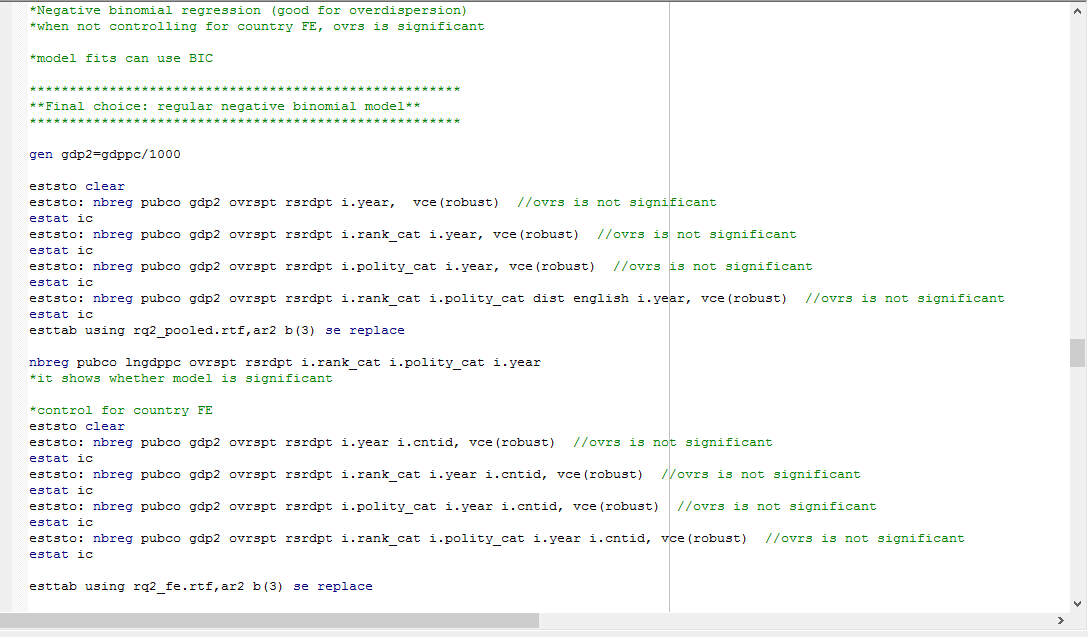 *Negative binomial regression (good for overdispersion)
*when not controlling for country FE, ovrs is significant
*model fits can use BIC
******************************************************
**Final choice: regular negative binomial model**
******************************************************
gen gdp2=gdppc/1000
eststo clear
eststo: nbreg pubco gdp2 ovrspt rsrdpt i.year,  vce(robust)  //ovrs is not significant
estat ic
eststo: nbreg pubco gdp2 ovrspt rsrdpt i.rank_cat i.year, vce(robust)  //ovrs is not significant
estat ic
eststo: nbreg pubco gdp2 ovrspt rsrdpt i.polity_cat i.year, vce(robust)  //ovrs is not significant
estat ic
eststo: nbreg pubco gdp2 ovrspt rsrdpt i.rank_cat i.polity_cat dist english i.year, vce(robust)  //ovrs is not significant
estat ic
esttab using rq2_pooled.rtf,ar2 b(3) se replace
nbreg pubco lngdppc ovrspt rsrdpt i.rank_cat i.polity_cat i.year
*it shows whether model is significant
*control for country FE
eststo clear
eststo: nbreg pubco gdp2 ovrspt rsrdpt i.year i.cntid, vce(robust)  //ovrs is not significant
estat ic
eststo: nbreg pubco gdp2 ovrspt rsrdpt i.rank_cat i.year i.cntid, vce(robust)  //ovrs is not significant
estat ic
eststo: nbreg pubco gdp2 ovrspt rsrdpt i.polity_cat i.year i.cntid, vce(robust)  //ovrs is not significant
estat ic
eststo: nbreg pubco gdp2 ovrspt rsrdpt i.rank_cat i.polity_cat i.year i.cntid, vce(robust)  //ovrs is not significant
estat ic
esttab using rq2_fe.rtf,ar2 b(3) se replace